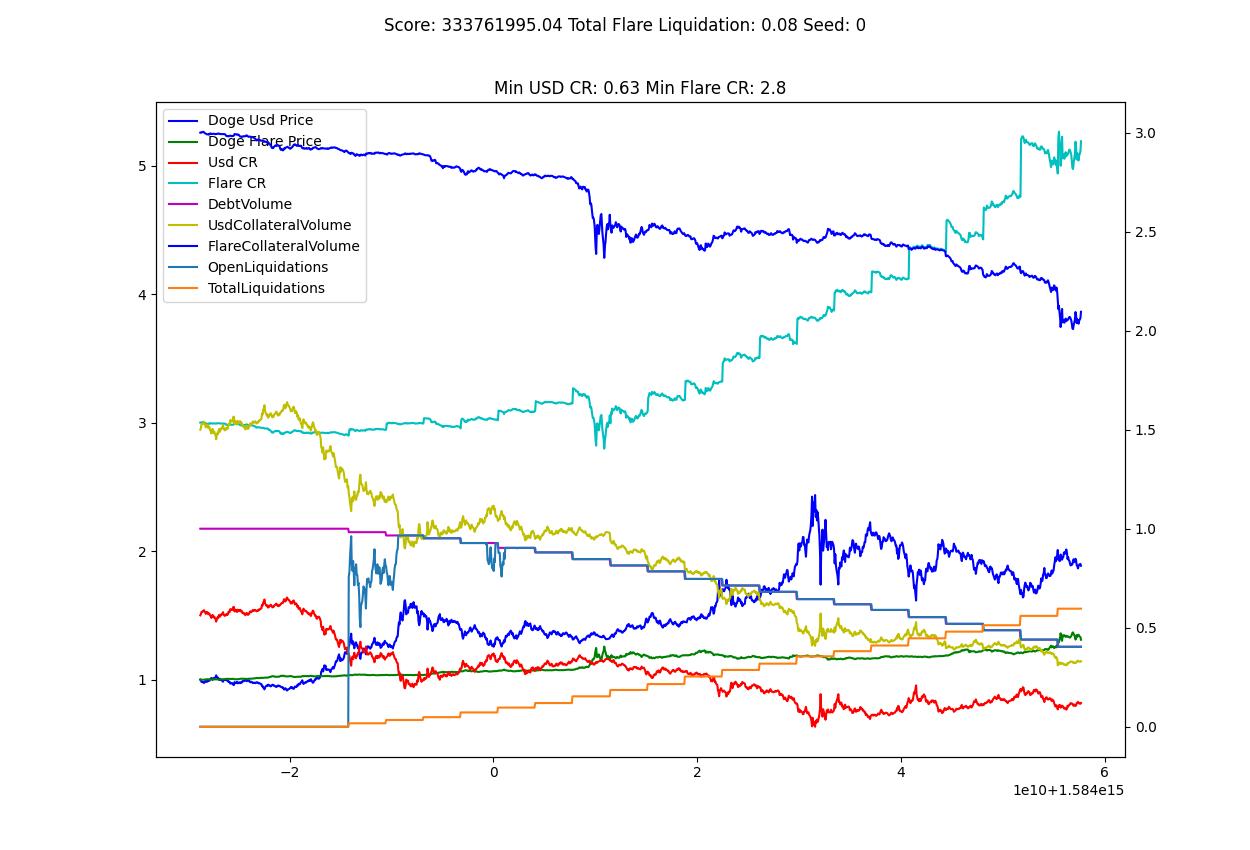 Score: 333761995.04 Total Flare Liquidation: 0.08 Seed: 0
Min USD CR: 0.63 Min Flare CR: 2.8
Doge Usd Price
Doge Flare Price
Usd CR
Flare CR
DebtVolume
UsdCollateralVolume
FlareCollateralVolume
OpenLiquidations
TotalLiquidations
5
4
3
2
1
3.0
2.5
2.0
1.5
1.0
0.5
0.0
−2
0
2
4
6
1e10+1.584e15